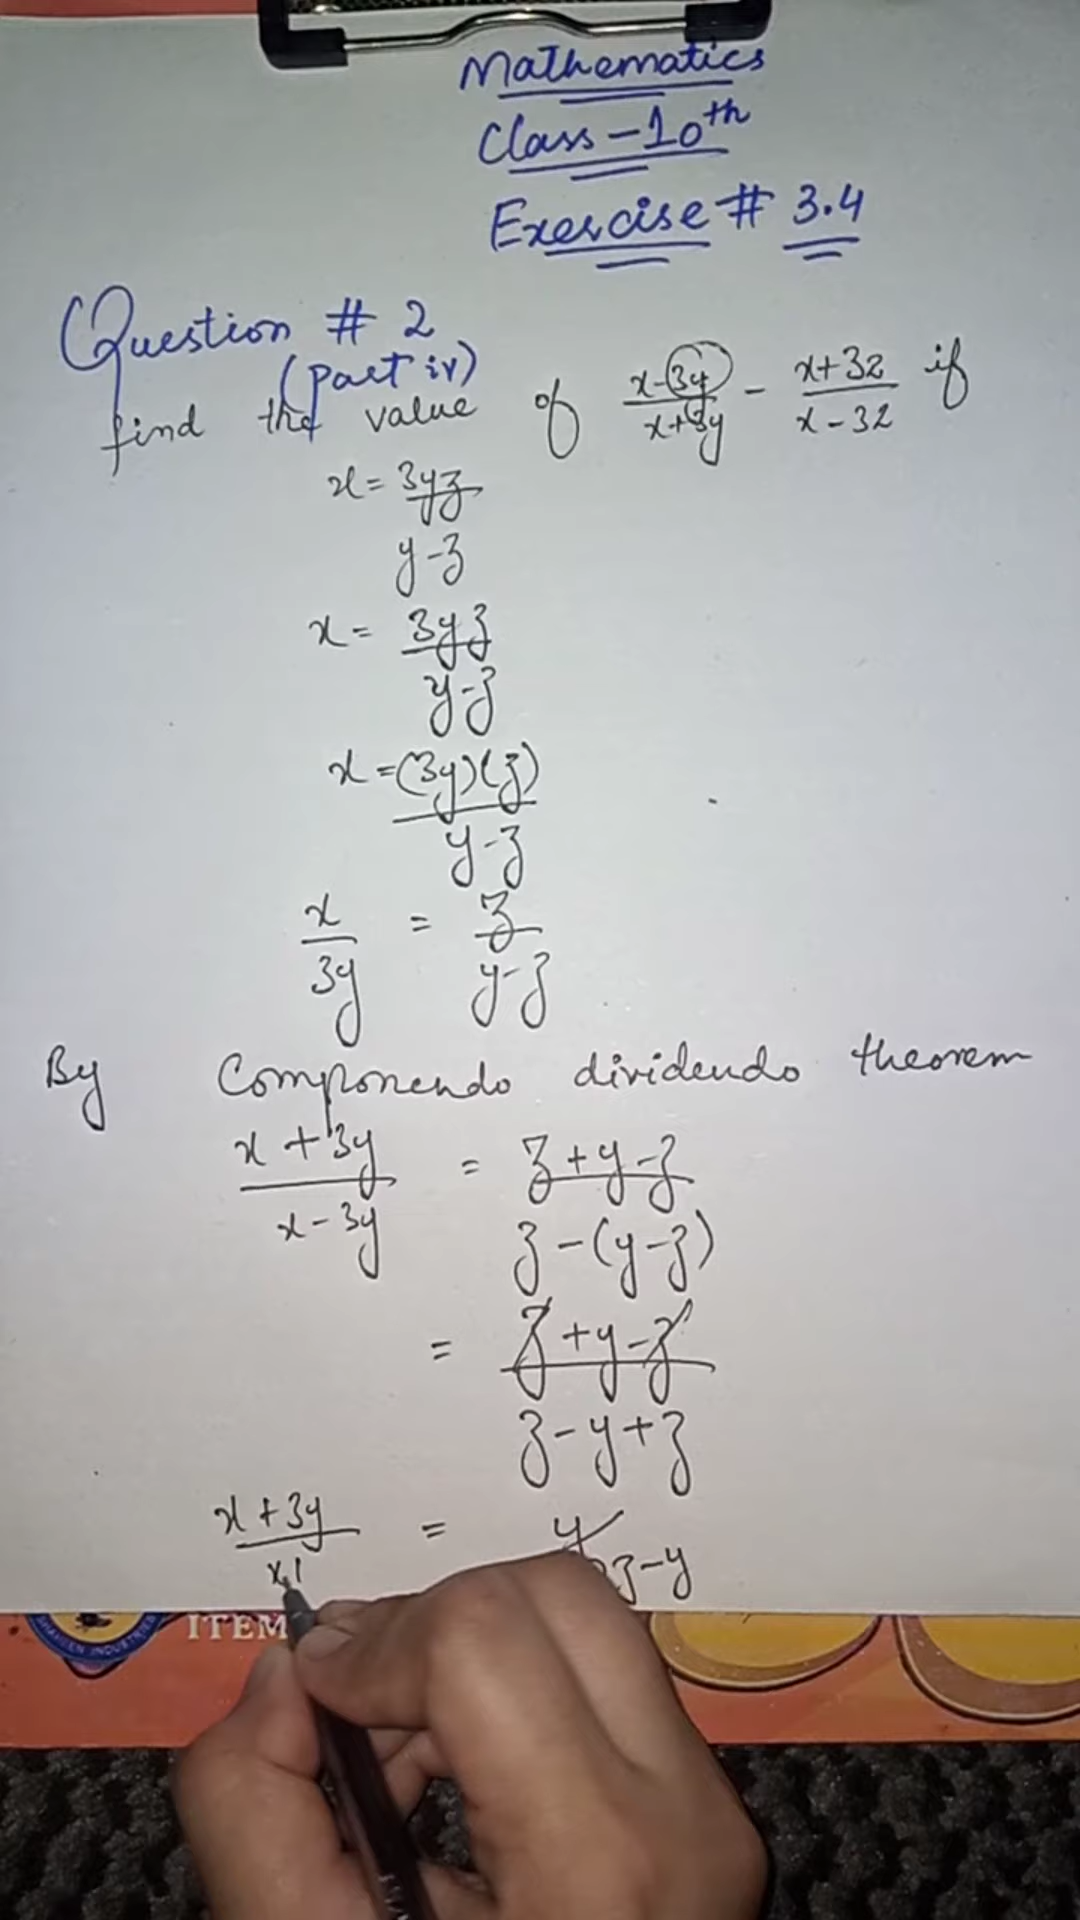 Mathematics
Class-10th
Exercise # 3.4
Question # 2
(part iv)
find the value of x-3y/x+3y - x+3z/x-3z if
x = 3yz/y-z
x = 3yz/y-z
x = (3y)(z)/y-z
x/3y = z/y-z
By Componendo dividendo theorem
x+3y/x-3y = z+y-z/z-(y-z)
= z+y-z/z-y+z
x+3y/x = y/2z-y
ITEM